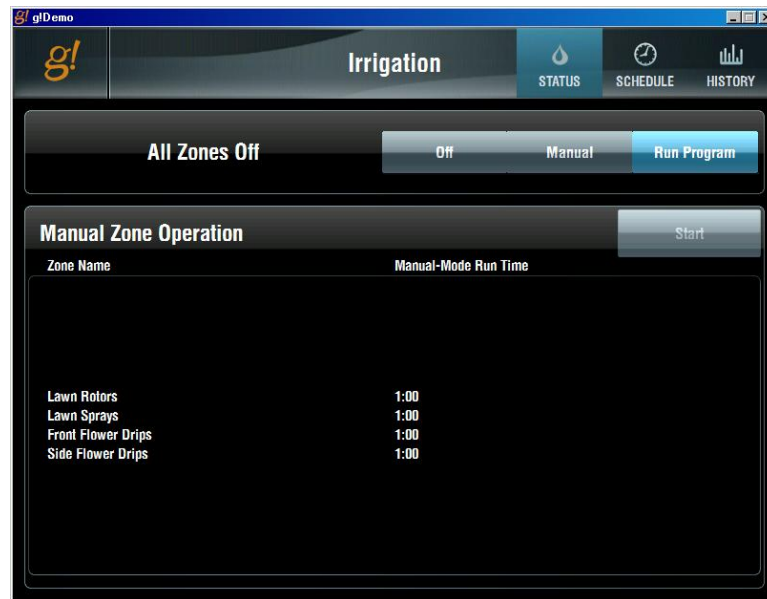 g! g!Demo
g! Irrigation
STATUS SCHEDULE HISTORY
All Zones Off Off Manual Run Program
Manual Zone Operation Start
Zone Name Manual-Mode Run Time
Lawn Rotors 1:00
Lawn Sprays 1:00
Front Flower Drips 1:00
Side Flower Drips 1:00